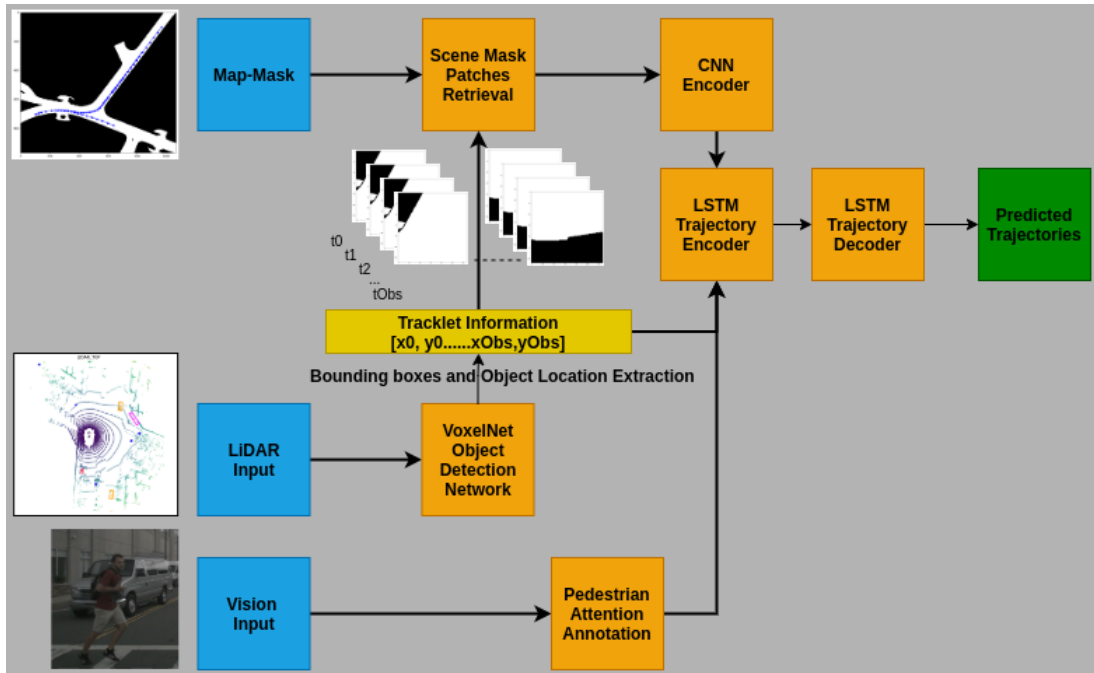 Map-Mask
Scene Mask
Patches
Retrieval
CNN
Encoder
t0
t1
t2
...
tObs
LSTM
Trajectory
Encoder
LSTM
Trajectory
Decoder
Predicted
Trajectories
Tracklet Information
[x0, y0......xObs,yObs]
Bounding boxes and Object Location Extraction
LiDAR
Input
VoxelNet
Object
Detection
Network
Vision
Input
Pedestrian
Attention
Annotation